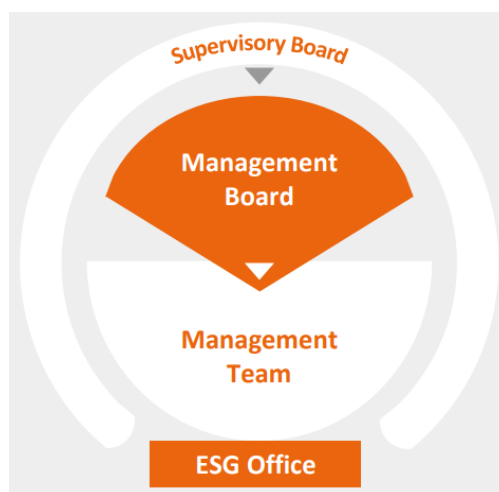 Supervisory Board
Management
Board
Management
Team
ESG Office